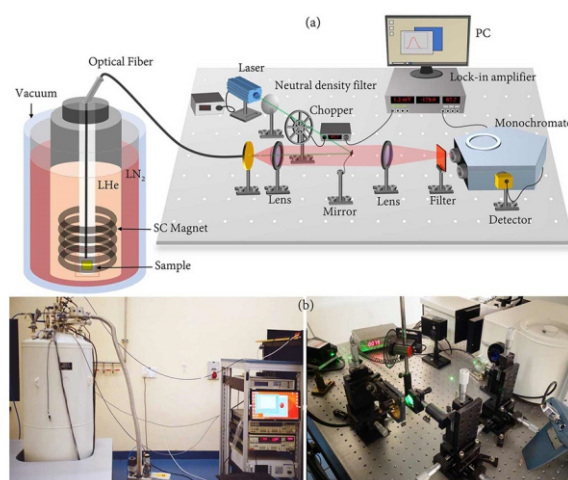 (a)
PC
Optical Fiber
Laser
Lock-in amplifier
Neutral density filter
Vacuum
Chopper
Monochromator
LN2
LHe
Lens
Mirror
Lens
Filter
Detector
SC Magnet
Sample
(b)